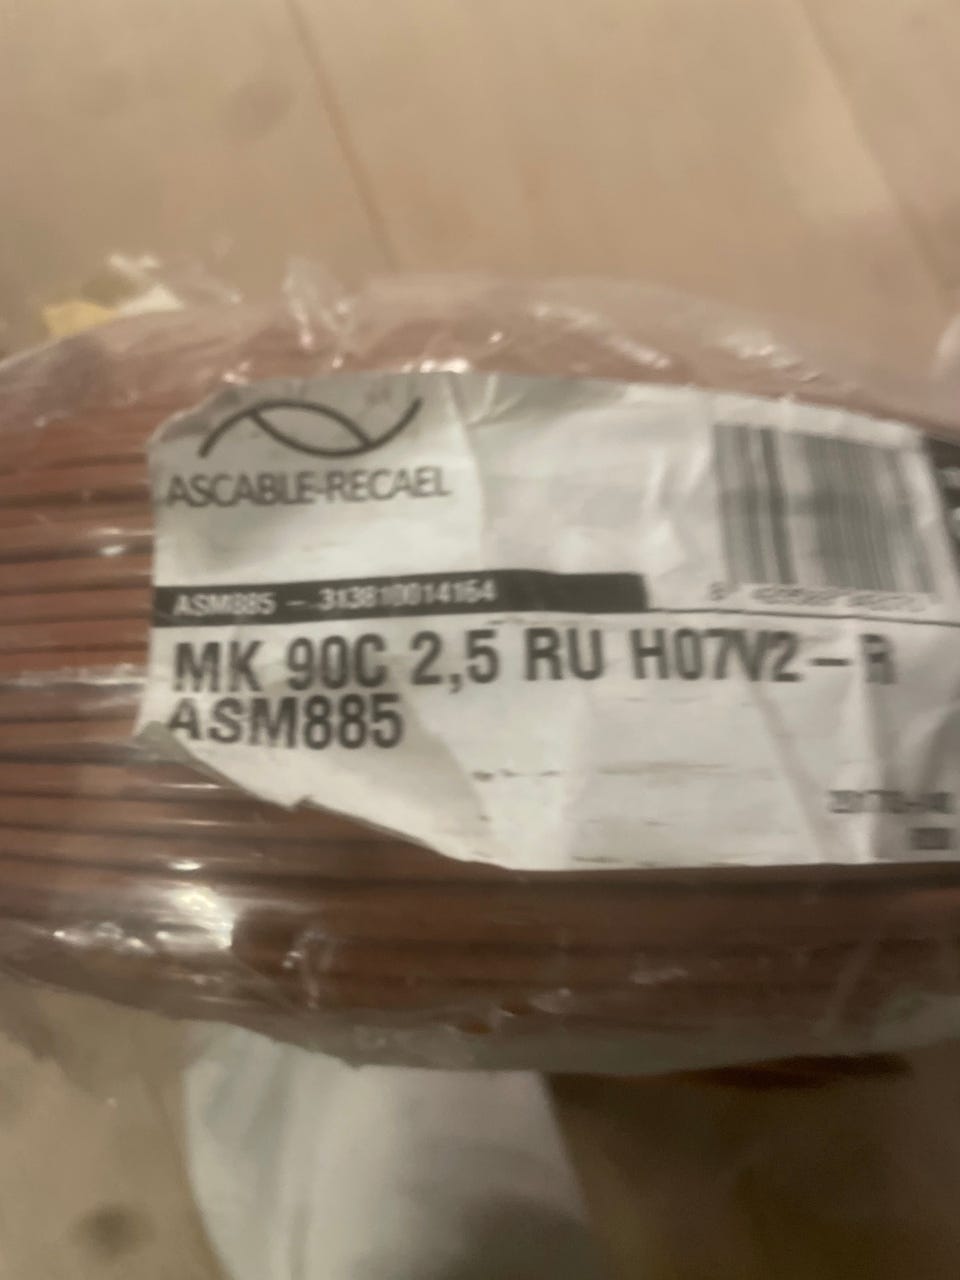 ASCABLE-RECAEL
ASM885 - 313810014164
MK 90C 2,5 RU H07V2-R
ASM885